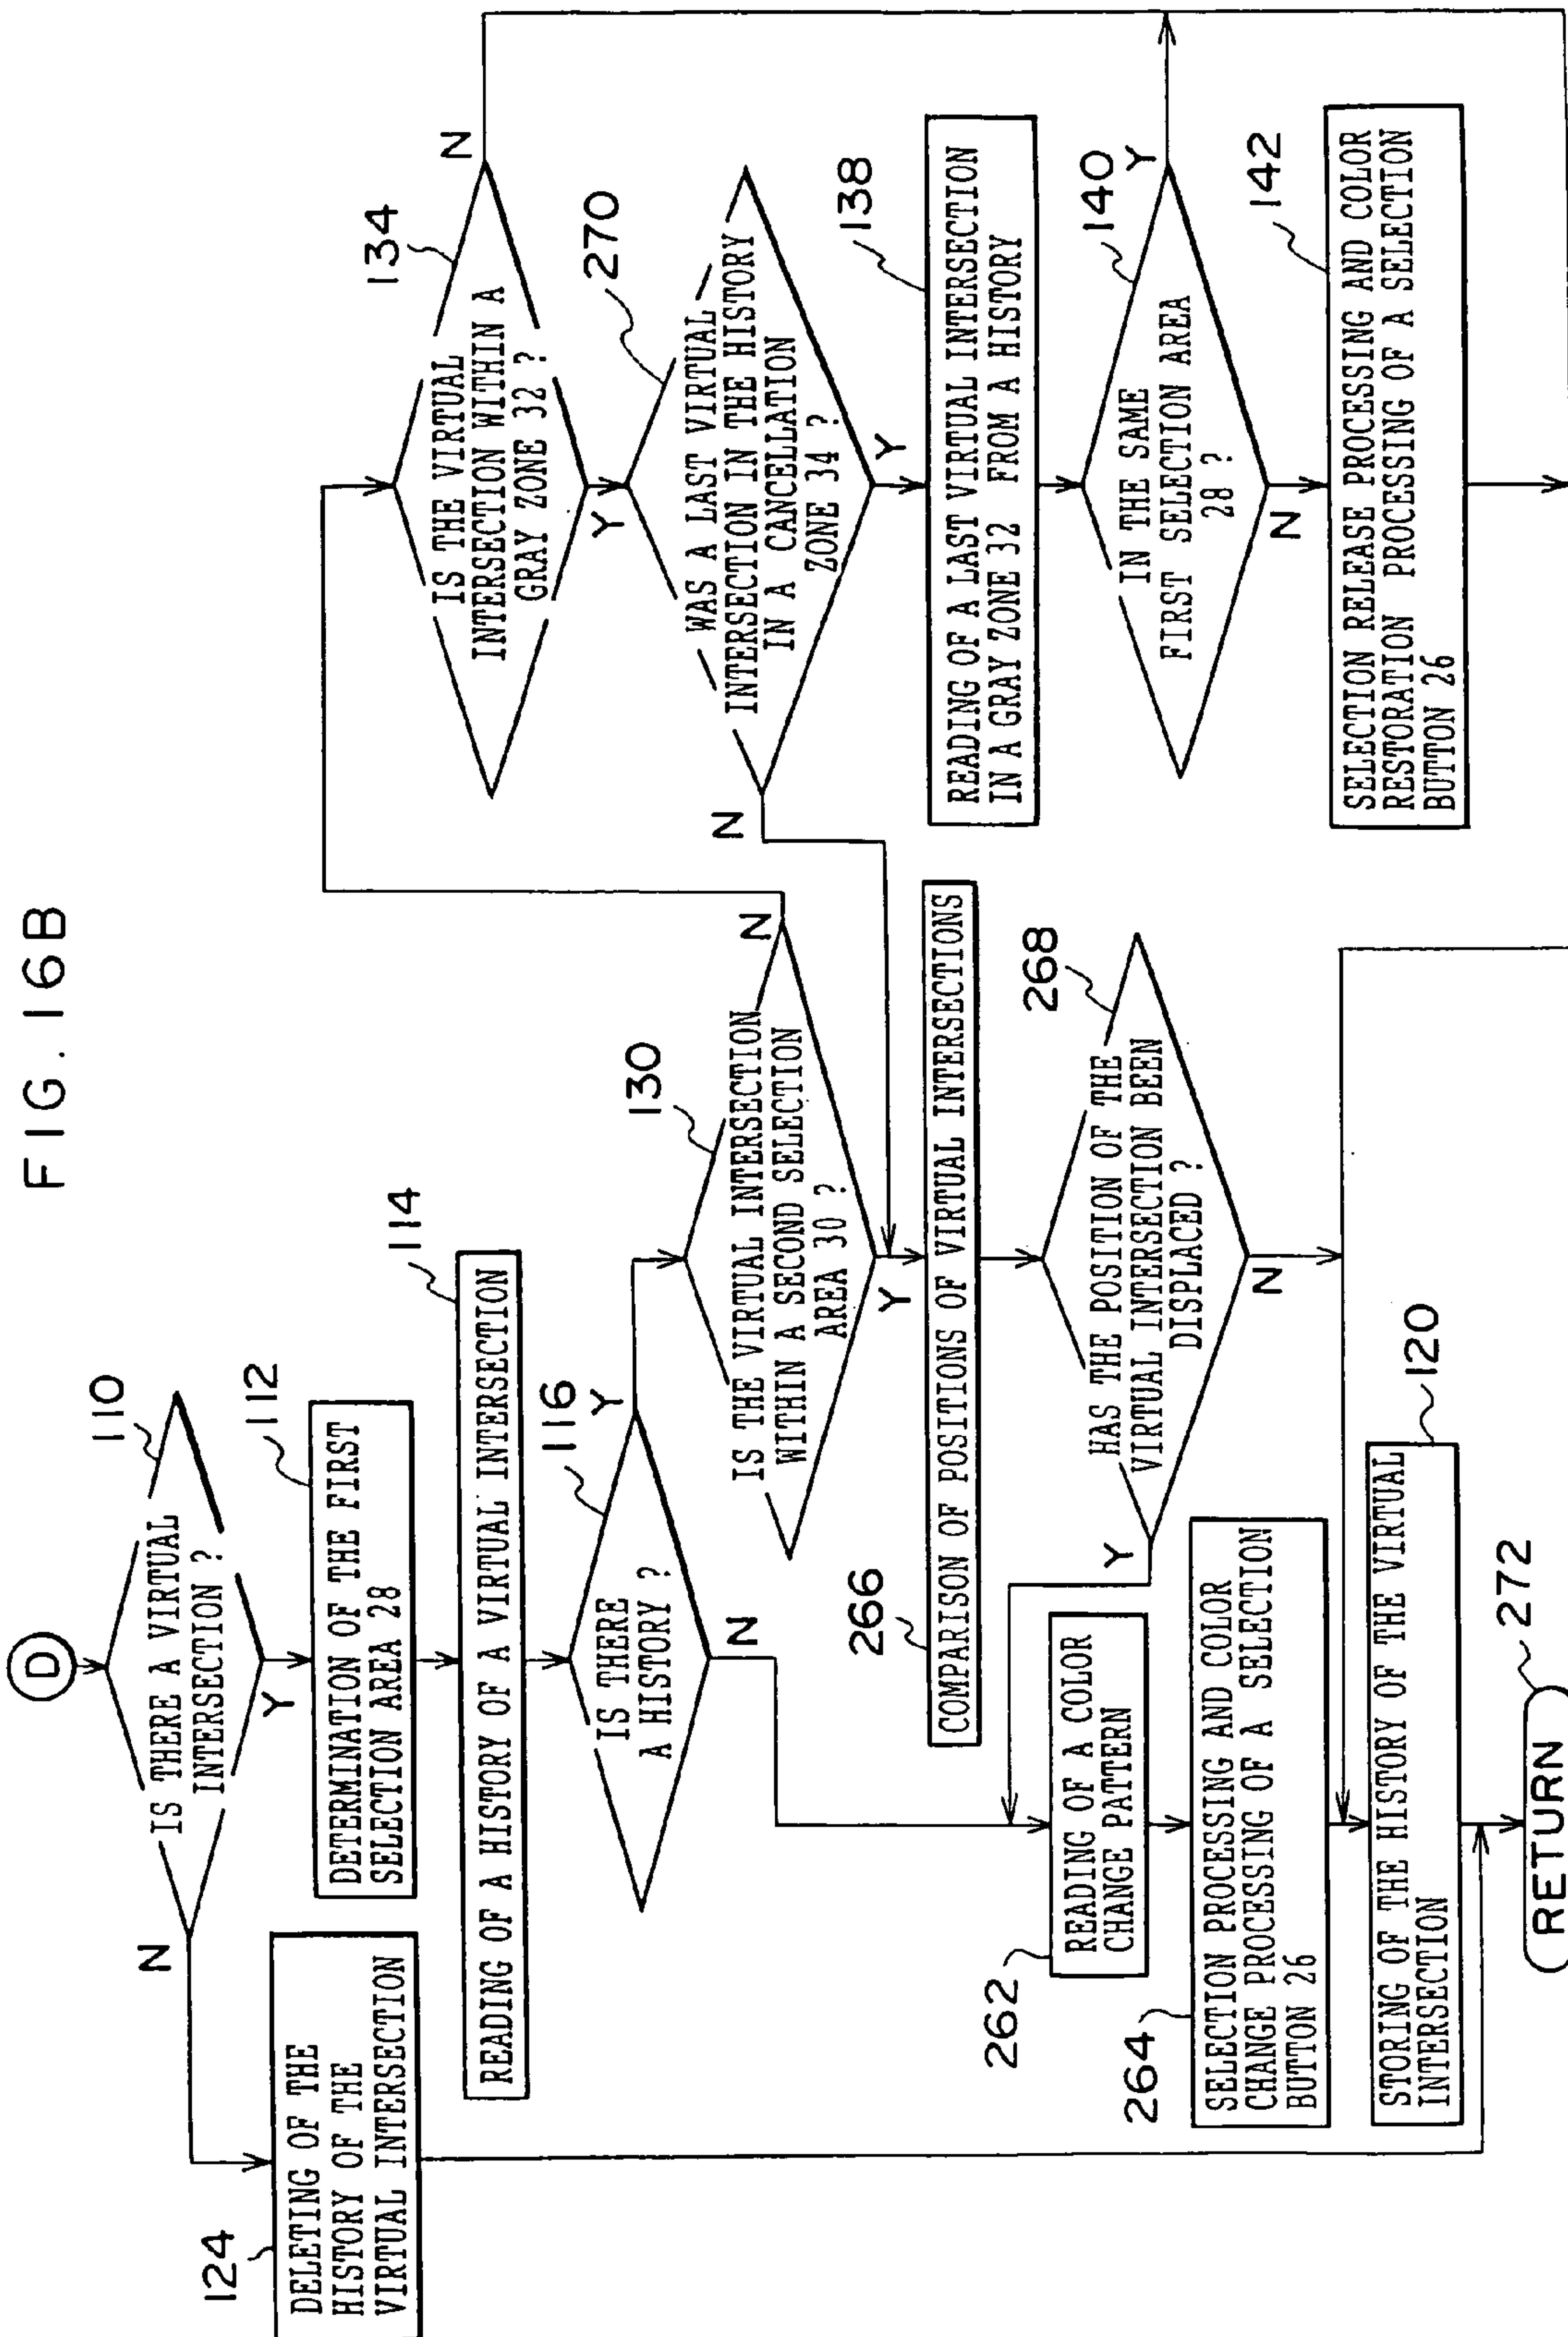 FIG. 16B
D
110
IS THERE A VIRTUAL
INTERSECTION ?
N
Y
124
DELETING OF THE
HISTORY OF THE
VIRTUAL INTERSECTION
112
DETERMINATION OF THE FIRST
SELECTION AREA 28
114
READING OF A HISTORY OF A VIRTUAL INTERSECTION
116
IS THERE
A HISTORY ?
Y
N
130
IS THE VIRTUAL INTERSECTION
WITHIN A SECOND SELECTION
AREA 30 ?
N
Y
134
IS THE VIRTUAL
INTERSECTION WITHIN A
GRAY ZONE 32 ?
N
Y
270
WAS A LAST VIRTUAL
INTERSECTION IN THE HISTORY
IN A CANCELLATION
ZONE 34 ?
N
Y
138
READING OF A LAST VIRTUAL INTERSECTION
IN A GRAY ZONE 32 FROM A HISTORY
140
IN THE SAME
FIRST SELECTION AREA
28 ?
Y
N
142
SELECTION RELEASE PROCESSING AND COLOR
RESTORATION PROCESSING OF A SELECTION
BUTTON 26
266
COMPARISON OF POSITIONS OF VIRTUAL INTERSECTIONS
268
HAS THE POSITION OF THE
VIRTUAL INTERSECTION BEEN
DISPLACED ?
Y
N
262
READING OF A COLOR
CHANGE PATTERN
264
SELECTION PROCESSING AND COLOR
CHANGE PROCESSING OF A SELECTION
BUTTON 26
120
STORING OF THE HISTORY OF THE VIRTUAL
INTERSECTION
272
RETURN